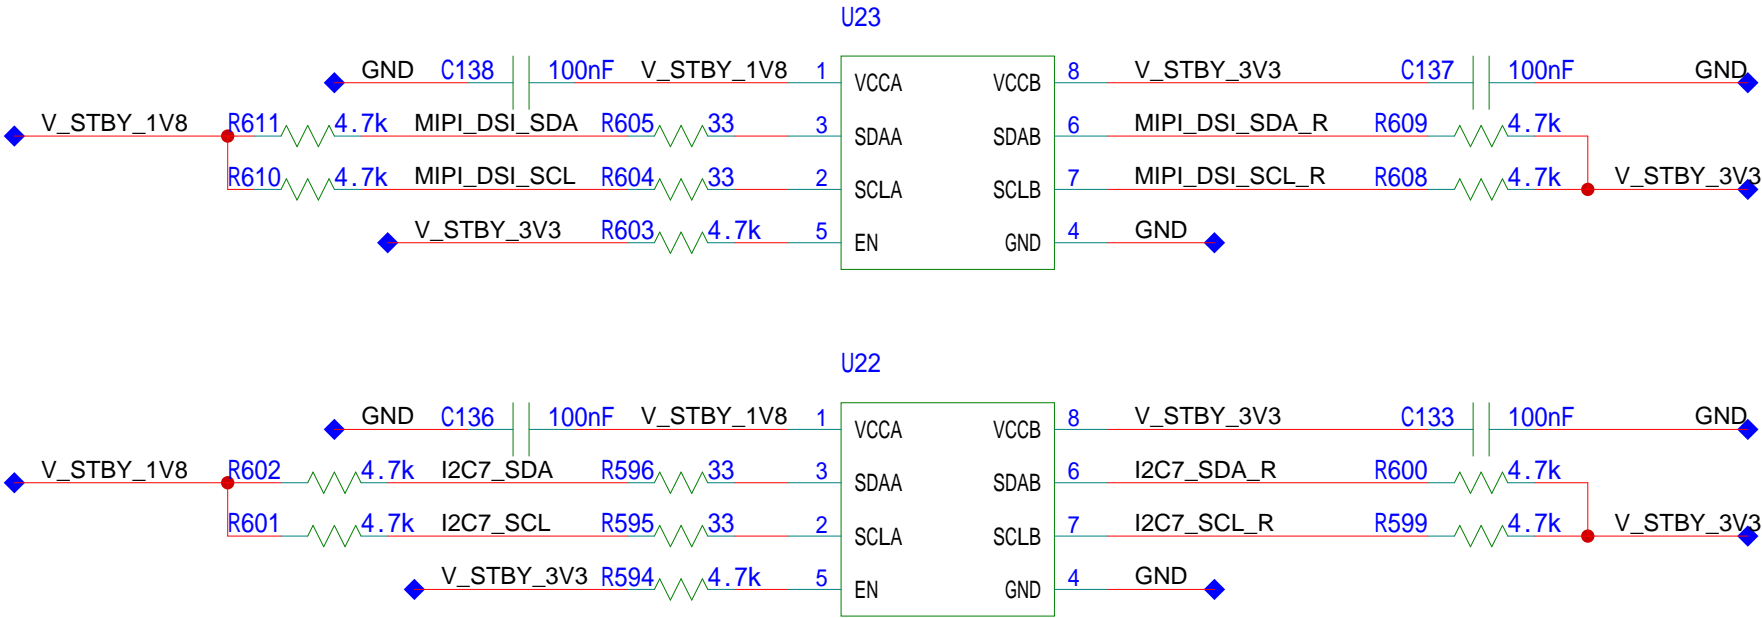 U23
GND C138 100nF V_STBY_1V8 1 VCCA VCCB 8 V_STBY_3V3 C137 100nF GND
V_STBY_1V8 R611 4.7k MIPI_DSI_SDA R605 33 3 SDAA SDAB 6 MIPI_DSI_SDA_R R609 4.7k
R610 4.7k MIPI_DSI_SCL R604 33 2 SCLA SCLB 7 MIPI_DSI_SCL_R R608 4.7k V_STBY_3V3
V_STBY_3V3 R603 4.7k 5 EN GND 4 GND
U22
GND C136 100nF V_STBY_1V8 1 VCCA VCCB 8 V_STBY_3V3 C133 100nF GND
V_STBY_1V8 R602 4.7k I2C7_SDA R596 33 3 SDAA SDAB 6 I2C7_SDA_R R600 4.7k
R601 4.7k I2C7_SCL R595 33 2 SCLA SCLB 7 I2C7_SCL_R R599 4.7k V_STBY_3V3
V_STBY_3V3 R594 4.7k 5 EN GND 4 GND